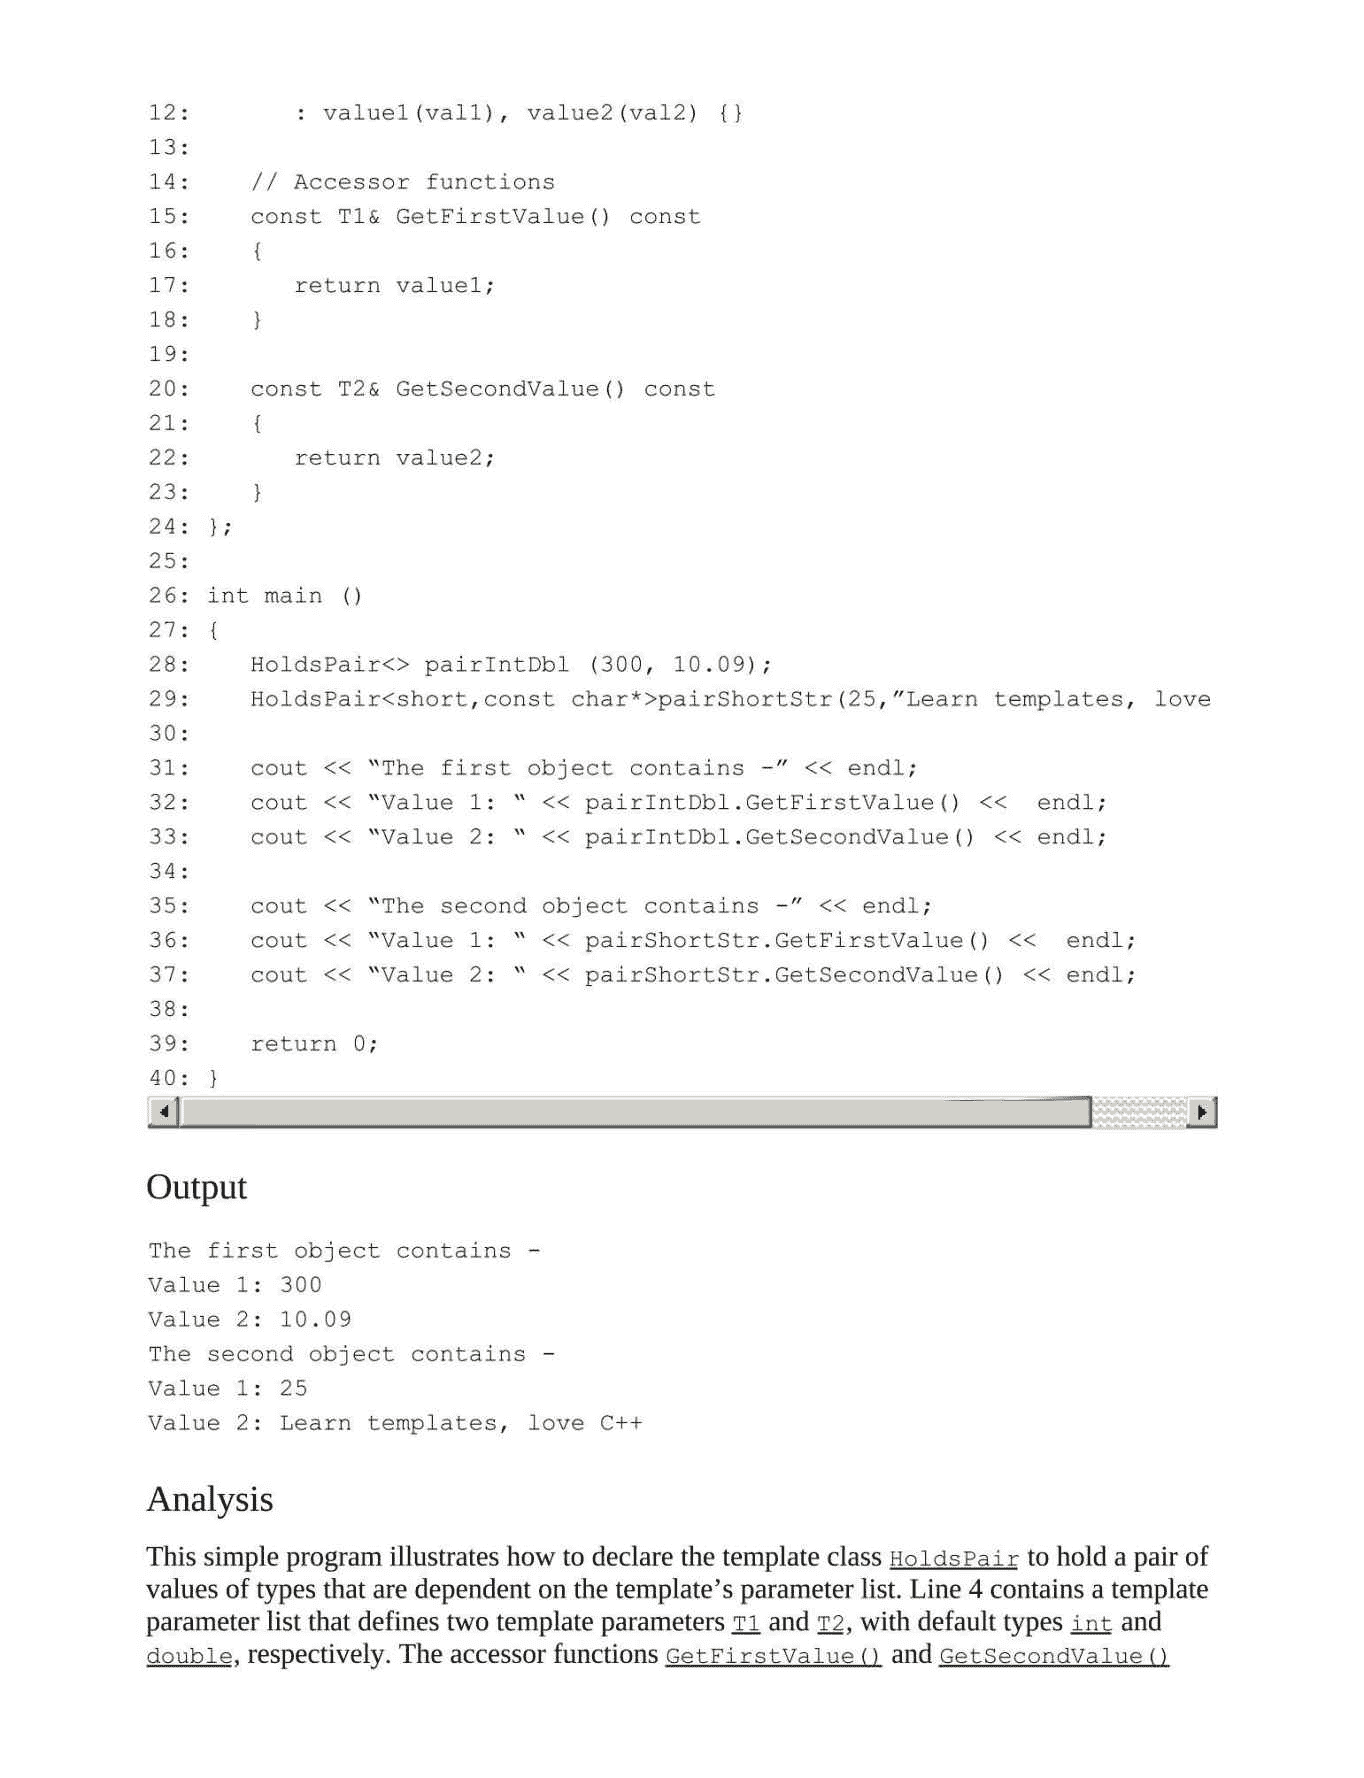 12:       : value1(val1), value2(val2) {}
13:
14:    // Accessor functions
15:    const T1& GetFirstValue() const
16:    {
17:       return value1;
18:    }
19:
20:    const T2& GetSecondValue() const
21:    {
22:       return value2;
23:    }
24: };
25:
26: int main ()
27: {
28:    HoldsPair<> pairIntDbl (300, 10.09);
29:    HoldsPair<short,const char*>pairShortStr(25,”Learn templates, love
30:
31:    cout << “The first object contains -” << endl;
32:    cout << “Value 1: “ << pairIntDbl.GetFirstValue() <<  endl;
33:    cout << “Value 2: “ << pairIntDbl.GetSecondValue() << endl;
34:
35:    cout << “The second object contains -” << endl;
36:    cout << “Value 1: “ << pairShortStr.GetFirstValue() <<  endl;
37:    cout << “Value 2: “ << pairShortStr.GetSecondValue() << endl;
38:
39:    return 0;
40: }
Output
The first object contains -
Value 1: 300
Value 2: 10.09
The second object contains -
Value 1: 25
Value 2: Learn templates, love C++
Analysis
This simple program illustrates how to declare the template class HoldsPair to hold a pair of
values of types that are dependent on the template’s parameter list. Line 4 contains a template
parameter list that defines two template parameters T1 and T2, with default types int and
double, respectively. The accessor functions GetFirstValue() and GetSecondValue()